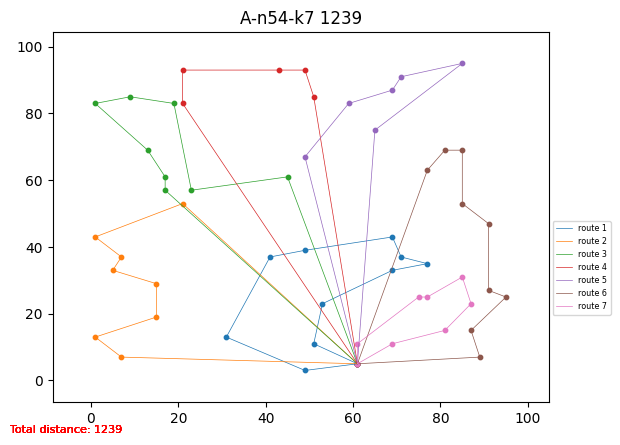 A-n54-k7 1239
100
80
60
40
20
0
0 20 40 60 80 100
route 1
route 2
route 3
route 4
route 5
route 6
route 7
Total distance: 1239